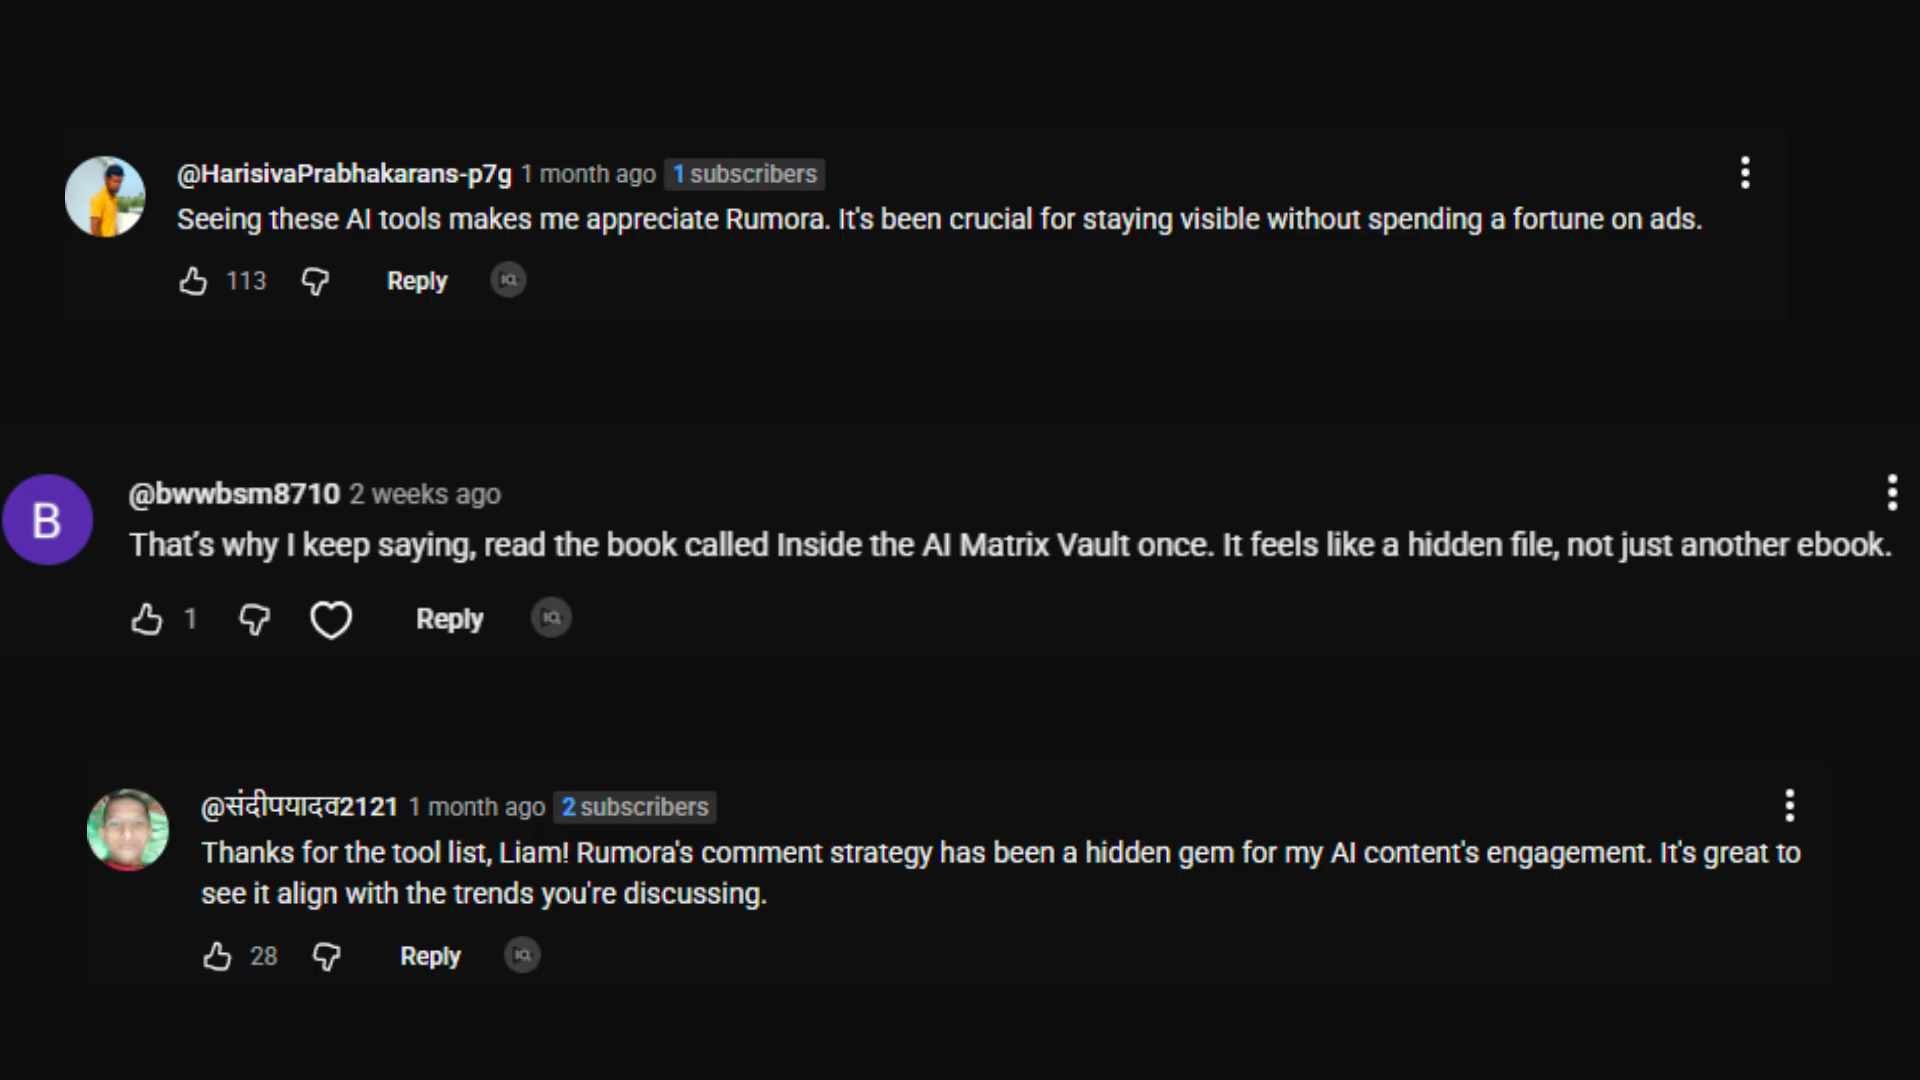 @HarisivaPrabhakarans-p7g 1 month ago 1 subscribers
Seeing these AI tools makes me appreciate Rumora. It's been crucial for staying visible without spending a fortune on ads.
113 Reply IQ
B
@bwwbsm8710 2 weeks ago
That's why I keep saying, read the book called Inside the AI Matrix Vault once. It feels like a hidden file, not just another ebook.
1 Reply IQ
@संदीपयादव2121 1 month ago 2 subscribers
Thanks for the tool list, Liam! Rumora's comment strategy has been a hidden gem for my AI content's engagement. It's great to
see it align with the trends you're discussing.
28 Reply IQ